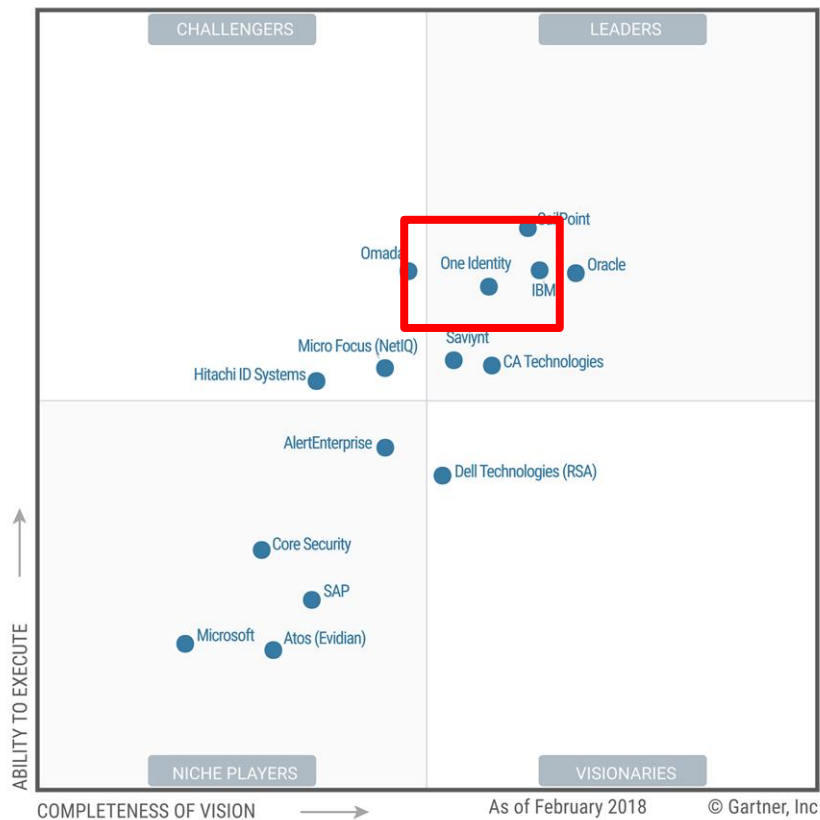 CHALLENGERS
LEADERS
SailPoint
Omada
One Identity
Oracle
IBM
Saviynt
Micro Focus (NetIQ)
CA Technologies
Hitachi ID Systems
AlertEnterprise
Dell Technologies (RSA)
Core Security
SAP
Microsoft
Atos (Evidian)
ABILITY TO EXECUTE
NICHE PLAYERS
VISIONARIES
COMPLETENESS OF VISION
As of February 2018
© Gartner, Inc